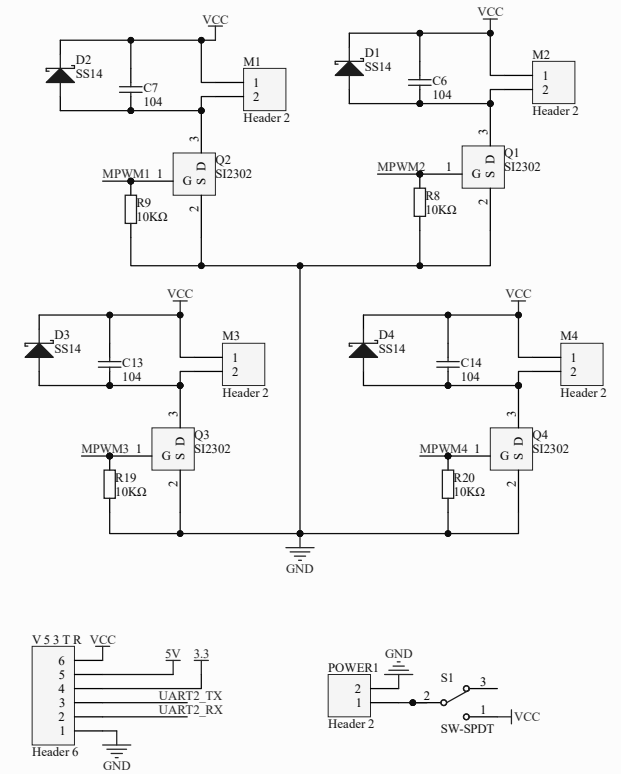 VCC
D2
SS14
C7
104
M1
1
2
Header 2
3
MPWM1 1
G S D
Q2
SI2302
2
R9
10KΩ
VCC
D1
SS14
C6
104
M2
1
2
Header 2
3
MPWM2 1
G S D
Q1
SI2302
2
R8
10KΩ
VCC
D3
SS14
C13
104
M3
1
2
Header 2
3
MPWM3 1
G S D
Q3
SI2302
2
R19
10KΩ
VCC
D4
SS14
C14
104
M4
1
2
Header 2
3
MPWM4 1
G S D
Q4
SI2302
2
R20
10KΩ
GND
V53TR VCC
6
5
4
3
2
1
5V 3.3
UART2_TX
UART2_RX
Header 6
GND
GND
POWER1
2
1
Header 2
S1
2
3
1
VCC
SW-SPDT